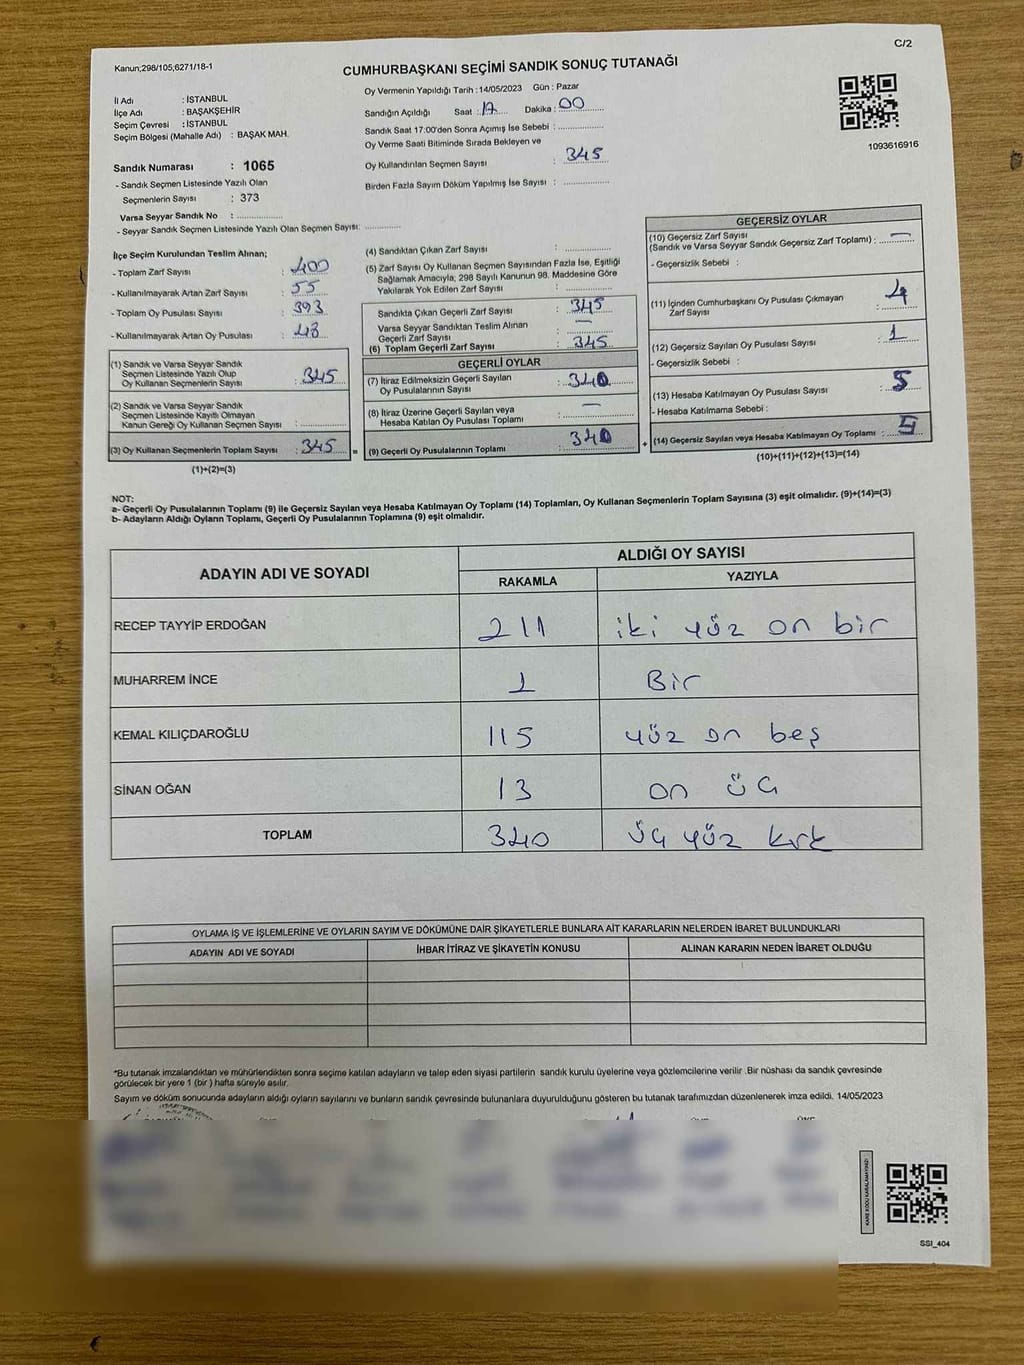 C/2
Kanun;298/105;6271/18-1
CUMHURBAŞKANI SEÇİMİ SANDIK SONUÇ TUTANAĞI
İl Adı : İSTANBUL
İlçe Adı : BAŞAKŞEHİR
Seçim Çevresi : İSTANBUL
Seçim Bölgesi (Mahalle Adı) : BAŞAK MAH.
Sandık Numarası : 1065
- Sandık Seçmen Listesinde Yazılı Olan
Seçmenlerin Sayısı : 373
Varsa Seyyar Sandık No : ..............
- Seyyar Sandık Seçmen Listesinde Yazılı Olan Seçmen Sayısı: ............
Oy Vermenin Yapıldığı Tarih : 14/05/2023 Gün : Pazar
Sandığın Açıldığı Saat : 17 Dakika : 00
Sandık Saat 17:00'den Sonra Açımış İse Sebebi : ..............
Oy Verme Saati Bitiminde Sırada Bekleyen ve
Oy Kullandırılan Seçmen Sayısı : 345
Birden Fazla Sayım Döküm Yapılmış İse Sayısı : ..............
1093616916
İlçe Seçim Kurulundan Teslim Alınan;
- Toplam Zarf Sayısı : 400
- Kullanılmayarak Artan Zarf Sayısı : 55
- Toplam Oy Pusulası Sayısı : 393
- Kullanılmayarak Artan Oy Pusulası : 48
(1) Sandık ve Varsa Seyyar Sandık
Seçmen Listesinde Yazılı Olup
Oy Kullanan Seçmenlerin Sayısı : 345
(2) Sandık ve Varsa Seyyar Sandık
Seçmen Listesinde Kayıtlı Olmayan
Kanun Gereği Oy Kullanan Seçmen Sayısı : ..............
(3) Oy Kullanan Seçmenlerin Toplam Sayısı : 345
(1)+(2)=(3)
(4) Sandıktan Çıkan Zarf Sayısı : ..............
(5) Zarf Sayısı Oy Kullanan Seçmen Sayısından Fazla İse, Eşitliği
Sağlamak Amacıyla; 298 Sayılı Kanunun 98. Maddesine Göre
Yakılarak Yok Edilen Zarf Sayısı : ..............
Sandıkta Çıkan Geçerli Zarf Sayısı : 345
Varsa Seyyar Sandıktan Teslim Alınan
Geçerli Zarf Sayısı : —
(6) Toplam Geçerli Zarf Sayısı : 345
GEÇERLİ OYLAR
(7) İtiraz Edilmeksizin Geçerli Sayılan
Oy Pusulalarının Sayısı : 340
(8) İtiraz Üzerine Geçerli Sayılan veya
Hesaba Katılan Oy Pusulası Toplamı : —
(9) Geçerli Oy Pusulalarının Toplamı : 340
GEÇERSİZ OYLAR
(10) Geçersiz Zarf Sayısı
(Sandık ve Varsa Seyyar Sandık Geçersiz Zarf Toplamı) : —
- Geçersizlik Sebebi :
(11) İçinden Cumhurbaşkanı Oy Pusulası Çıkmayan
Zarf Sayısı : 4
(12) Geçersiz Sayılan Oy Pusulası Sayısı : 1
- Geçersizlik Sebebi :
(13) Hesaba Katılmayan Oy Pusulası Sayısı : 5
- Hesaba Katılmama Sebebi :
(14) Geçersiz Sayılan veya Hesaba Katılmayan Oy Toplamı : 5
(10)+(11)+(12)+(13)=(14)
NOT:
a- Geçerli Oy Pusulalarının Toplamı (9) ile Geçersiz Sayılan veya Hesaba Katılmayan Oy Toplamı (14) Toplamları, Oy Kullanan Seçmenlerin Toplam Sayısına (3) eşit olmalıdır. (9)+(14)=(3)
b- Adayların Aldığı Oyların Toplamı, Geçerli Oy Pusulalarının Toplamına (9) eşit olmalıdır.
ADAYIN ADI VE SOYADI
ALDIĞI OY SAYISI
RAKAMLA YAZIYLA
RECEP TAYYİP ERDOĞAN 211 iki yüz on bir
MUHARREM İNCE 1 Bir
KEMAL KILIÇDAROĞLU 115 yüz on beş
SİNAN OĞAN 13 on üç
TOPLAM 340 üç yüz kırk
OYLAMA İŞ VE İŞLEMLERİNE VE OYLARIN SAYIM VE DÖKÜMÜNE DAİR ŞİKAYETLERLE BUNLARA AİT KARARLARIN NELERDEN İBARET BULUNDUKLARI
ADAYIN ADI VE SOYADI İHBAR İTİRAZ VE ŞİKAYETİN KONUSU ALINAN KARARIN NEDEN İBARET OLDUĞU
*Bu tutanak imzalandıktan ve mühürlendikten sonra seçime katılan adayların ve talep eden siyasi partilerin sandık kurulu üyelerine veya gözlemcilerine verilir .Bir nüshası da sandık çevresinde
görülecek bir yere 1 (bir ) hafta süreyle asılır.
Sayım ve döküm sonucunda adayların aldığı oyların sayılarını ve bunların sandık çevresinde bulunanlara duyurulduğunu gösteren bu tutanak tarafımızdan düzenlenerek imza edildi. 14/05/2023
KARE KODU KARALAMAYINIZ!
SSI_404